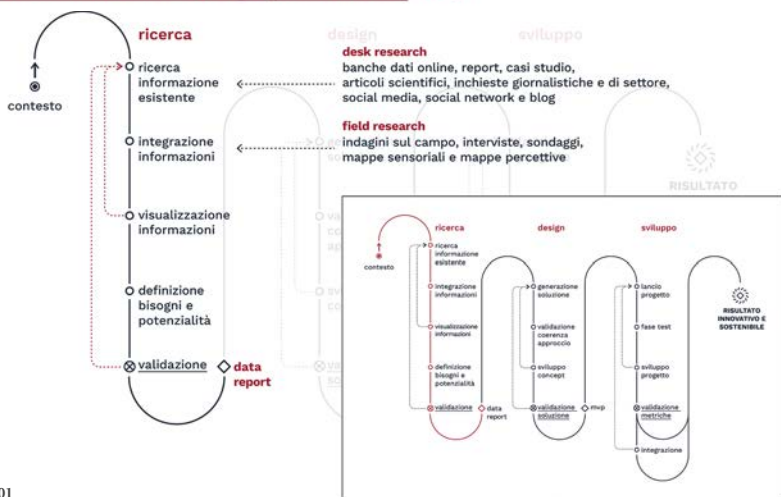 ricerca
design
sviluppo
contesto
ricerca
informazione
esistente
integrazione
informazioni
visualizzazione
informazioni
definizione
bisogni e
potenzialità
validazione
data
report
desk research
banche dati online, report, casi studio,
articoli scientifici, inchieste giornalistiche e di settore,
social media, social network e blog
field research
indagini sul campo, interviste, sondaggi,
mappe sensoriali e mappe percettive
RISULTATO
ricerca
design
sviluppo
contesto
ricerca
informazione
esistente
integrazione
informazioni
visualizzazione
informazioni
definizione
bisogni e
potenzialità
validazione
data
report
generazione
soluzione
validazione
coerenza
approccio
sviluppo
concept
validazione
soluzione
mvp
lancio
progetto
fase test
sviluppo
progetto
validazione
metriche
integrazione
RISULTATO
INNOVATIVO E
SOSTENIBILE
01